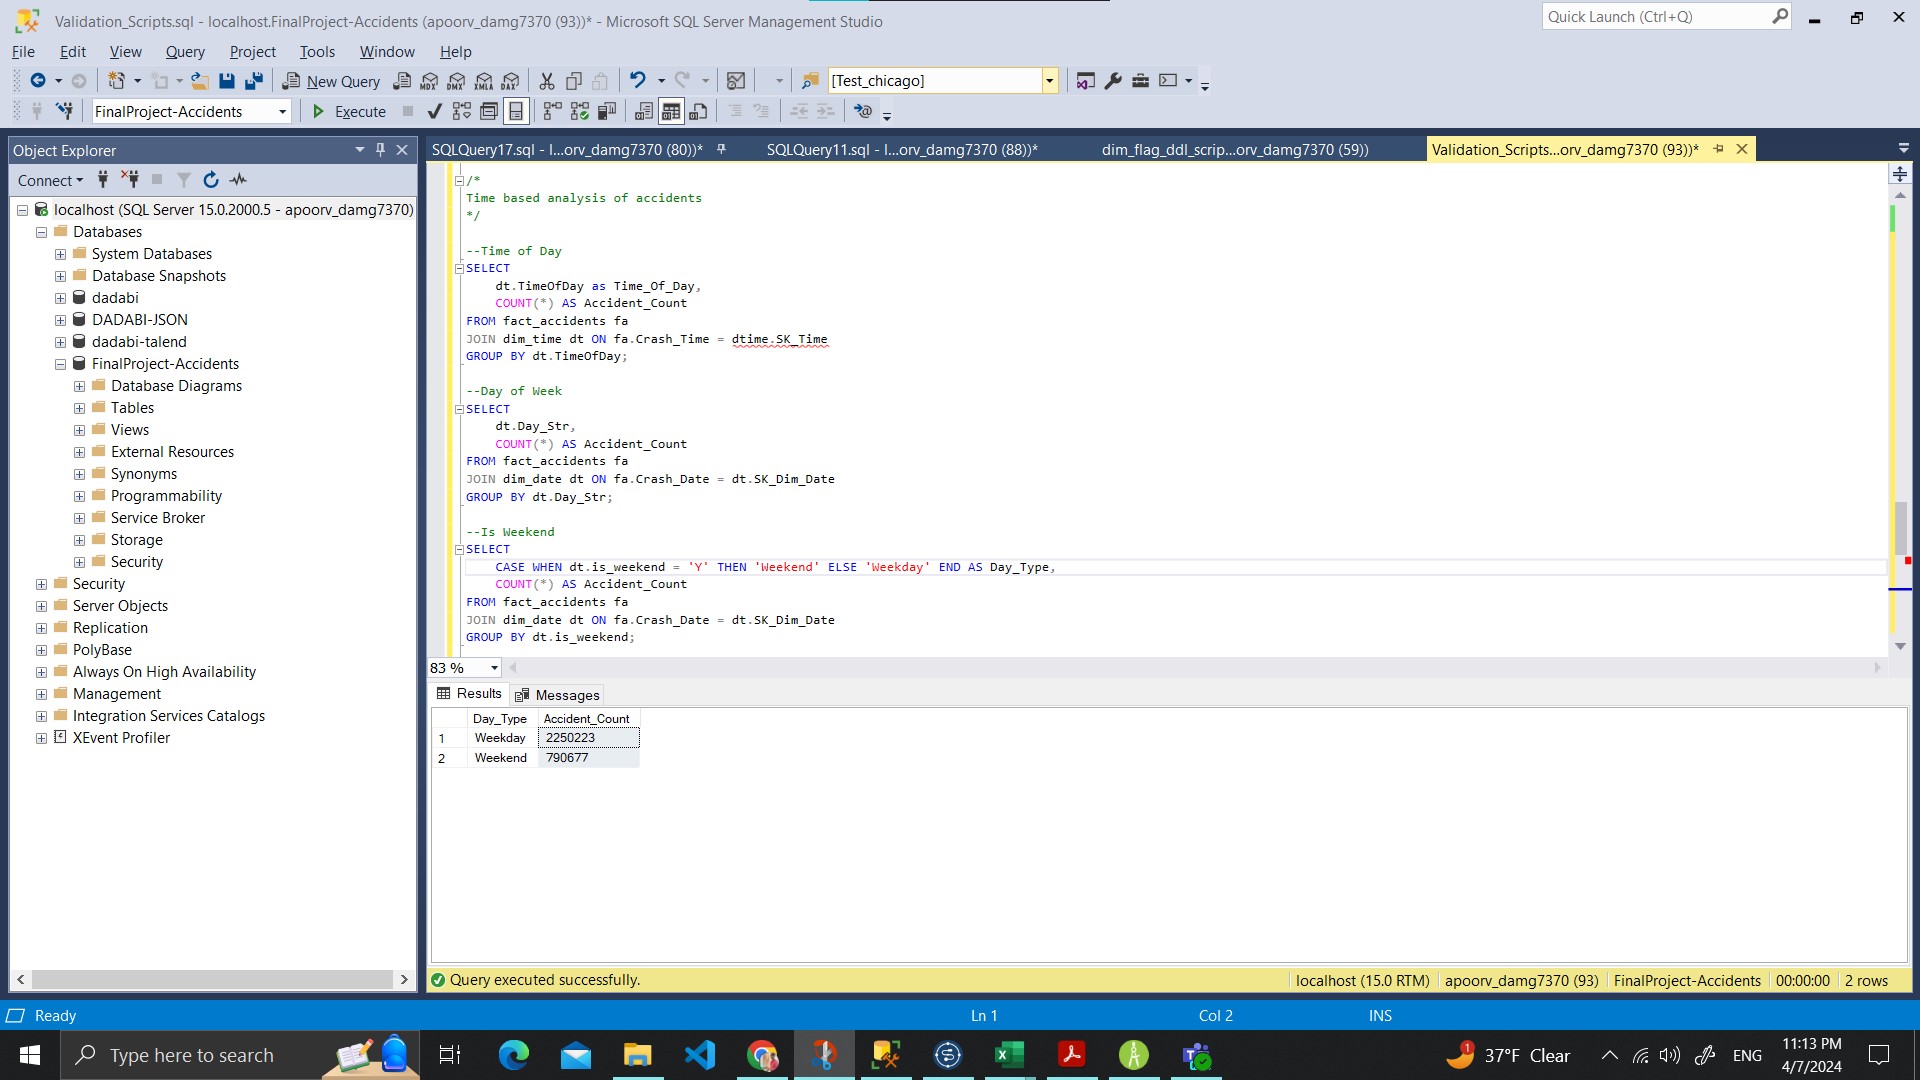 Validation_Scripts.sql - localhost.FinalProject-Accidents (apoorv_damg7370 (93))* - Microsoft SQL Server Management Studio
Quick Launch (Ctrl+Q)
File Edit View Query Project Tools Window Help
New Query
MDX DMX XMLA DAX
[Test_chicago]
FinalProject-Accidents
Execute
Object Explorer
Connect
localhost (SQL Server 15.0.2000.5 - apoorv_damg7370)
Databases
System Databases
Database Snapshots
dadabi
DADABI-JSON
dadabi-talend
FinalProject-Accidents
Database Diagrams
Tables
Views
External Resources
Synonyms
Programmability
Service Broker
Storage
Security
Security
Server Objects
Replication
PolyBase
Always On High Availability
Management
Integration Services Catalogs
XEvent Profiler
SQLQuery17.sql - l...orv_damg7370 (80))*
SQLQuery11.sql - l...orv_damg7370 (88))*
dim_flag_ddl_scrip...orv_damg7370 (59))
Validation_Scripts...orv_damg7370 (93))*
/*
Time based analysis of accidents
*/
--Time of Day
SELECT
dt.TimeOfDay as Time_Of_Day,
COUNT(*) AS Accident_Count
FROM fact_accidents fa
JOIN dim_time dt ON fa.Crash_Time = dtime.SK_Time
GROUP BY dt.TimeOfDay;
--Day of Week
SELECT
dt.Day_Str,
COUNT(*) AS Accident_Count
FROM fact_accidents fa
JOIN dim_date dt ON fa.Crash_Date = dt.SK_Dim_Date
GROUP BY dt.Day_Str;
--Is Weekend
SELECT
CASE WHEN dt.is_weekend = 'Y' THEN 'Weekend' ELSE 'Weekday' END AS Day_Type,
COUNT(*) AS Accident_Count
FROM fact_accidents fa
JOIN dim_date dt ON fa.Crash_Date = dt.SK_Dim_Date
GROUP BY dt.is_weekend;
83 %
Results Messages
Day_Type Accident_Count
1 Weekday 2250223
2 Weekend 790677
Query executed successfully.
localhost (15.0 RTM) apoorv_damg7370 (93) FinalProject-Accidents 00:00:00 2 rows
Ready
Ln 1 Col 2 INS
Type here to search
1
37°F Clear
ENG
11:13 PM
4/7/2024